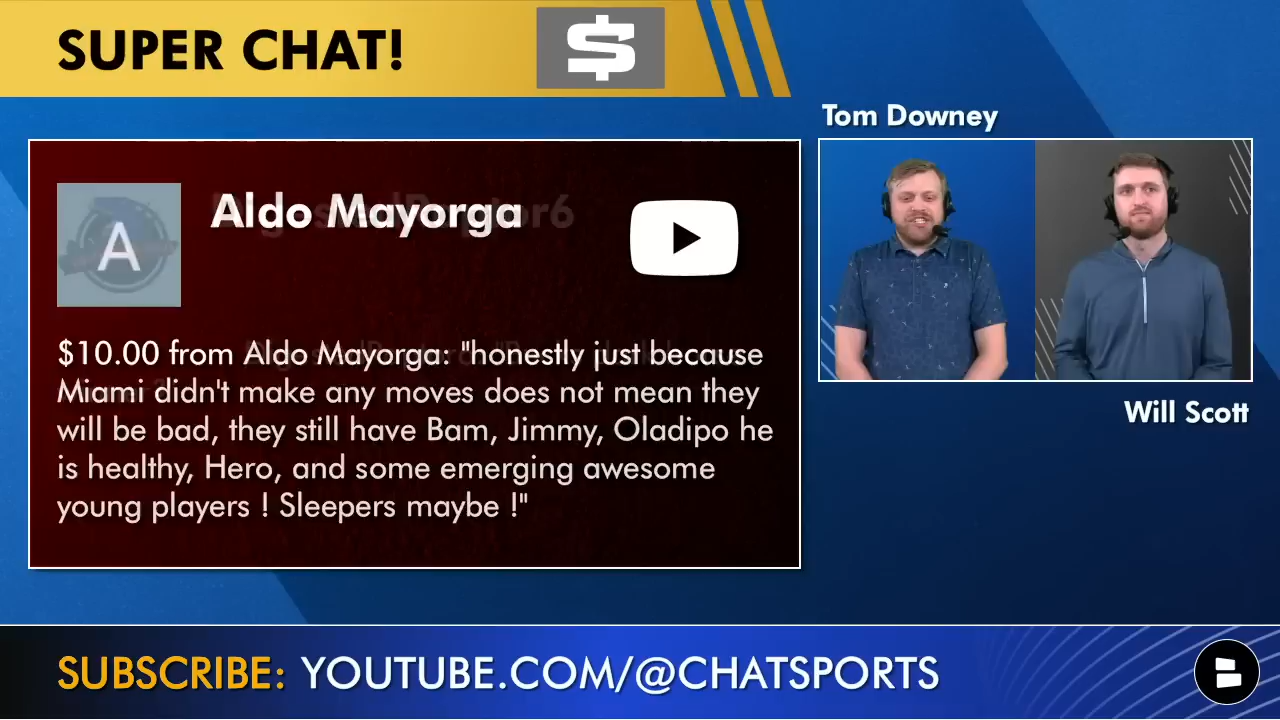 SUPER CHAT!
$
Tom Downey
A
Aldo Mayorga
$10.00 from Aldo Mayorga: "honestly just because
Miami didn't make any moves does not mean they
will be bad, they still have Bam, Jimmy, Oladipo he
is healthy, Hero, and some emerging awesome
young players ! Sleepers maybe !"
Will Scott
SUBSCRIBE: YOUTUBE.COM/@CHATSPORTS